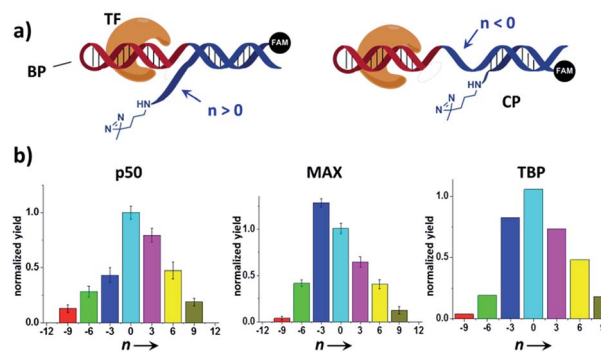 a)
TF
BP
HN
N
N
n > 0
FAM
n < 0
HN
N
N
CP
FAM
b)
p50
normalized yield
1.0
0.5
0.0
-12 -9 -6 -3 0 3 6 9 12
n →
MAX
normalized yield
1.0
0.5
0.0
-12 -9 -6 -3 0 3 6 9 12
n →
TBP
normalized yield
1.0
0.5
0.0
-9 -6 -3 0 3 6 9
n →